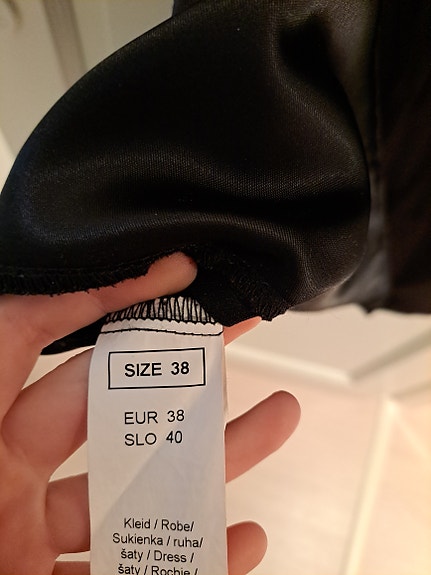 SIZE 38
EUR 38
SLO 40
Kleid / Robe/
Sukienka / ruha/
šaty / Dress /
šaty / Rochie /